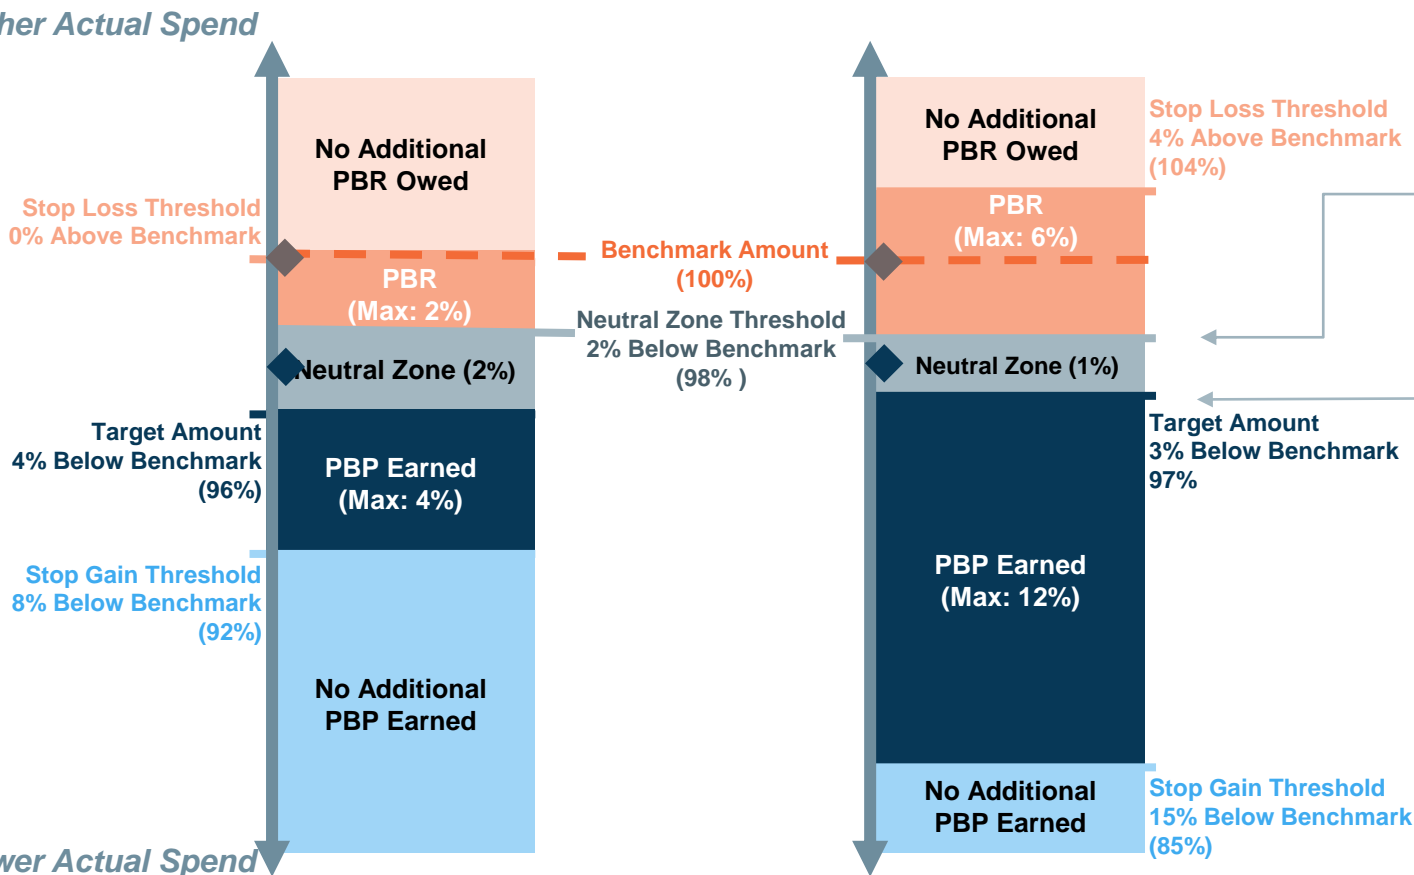 her Actual Spend
No Additional
PBR Owed
Stop Loss Threshold
0% Above Benchmark
PBR
(Max: 2%)
Neutral Zone (2%)
Target Amount
4% Below Benchmark
(96%)
PBP Earned
(Max: 4%)
Stop Gain Threshold
8% Below Benchmark
(92%)
No Additional
PBP Earned
wer Actual Spend
Benchmark Amount
(100%)
Neutral Zone Threshold
2% Below Benchmark
(98% )
No Additional
PBR Owed
Stop Loss Threshold
4% Above Benchmark
(104%)
PBR
(Max: 6%)
Neutral Zone (1%)
Target Amount
3% Below Benchmark
97%
PBP Earned
(Max: 12%)
No Additional
PBP Earned
Stop Gain Threshold
15% Below Benchmark
(85%)